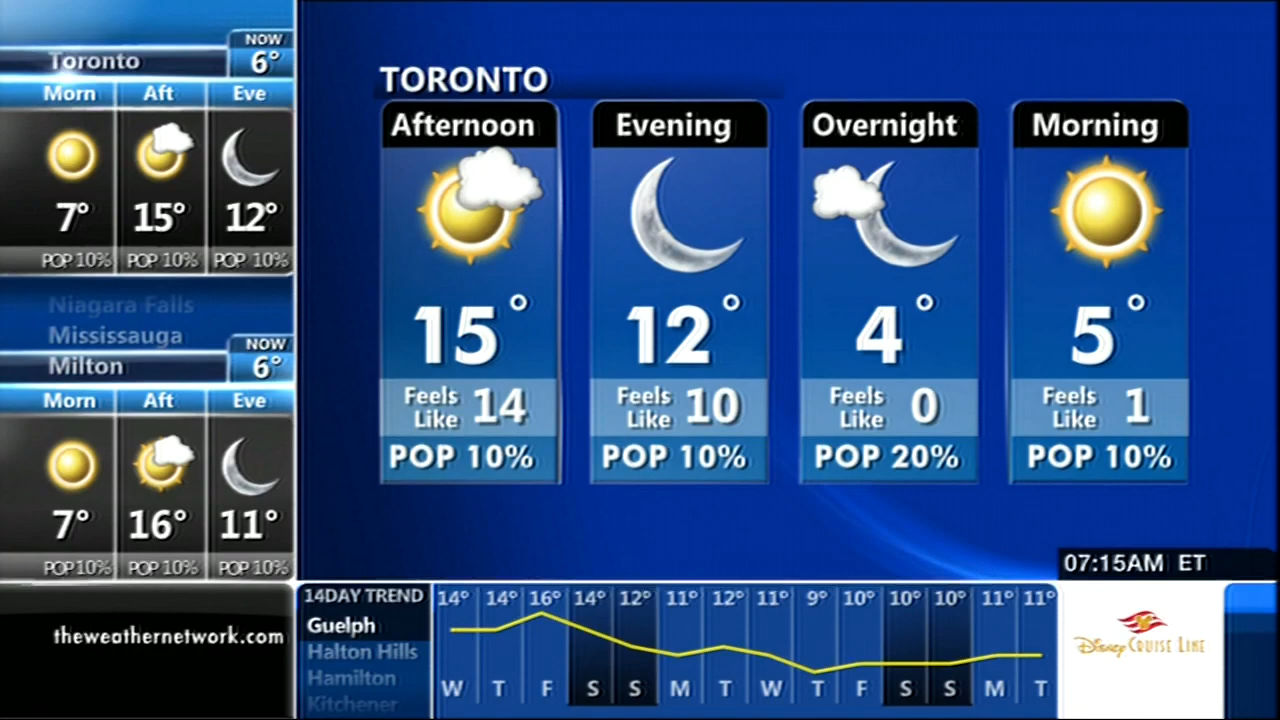 NOW
Toronto 6°
Morn Aft Eve
7° 15° 12°
POP 10% POP 10% POP 10%
Niagara Falls
Mississauga
NOW
Milton 6°
Morn Aft Eve
7° 16° 11°
POP 10% POP 10% POP 10%
theweathernetwork.com
TORONTO
Afternoon Evening Overnight Morning
15° 12° 4° 5°
Feels Like 14 Feels Like 10 Feels Like 0 Feels Like 1
POP 10% POP 10% POP 20% POP 10%
07:15AM ET
14DAY TREND 14° 14° 16° 14° 12° 11° 12° 11° 9° 10° 10° 10° 11° 11°
Guelph
Halton Hills
Hamilton
Kitchener
W T F S S M T W T F S S M T
Disney CRUISE LINE